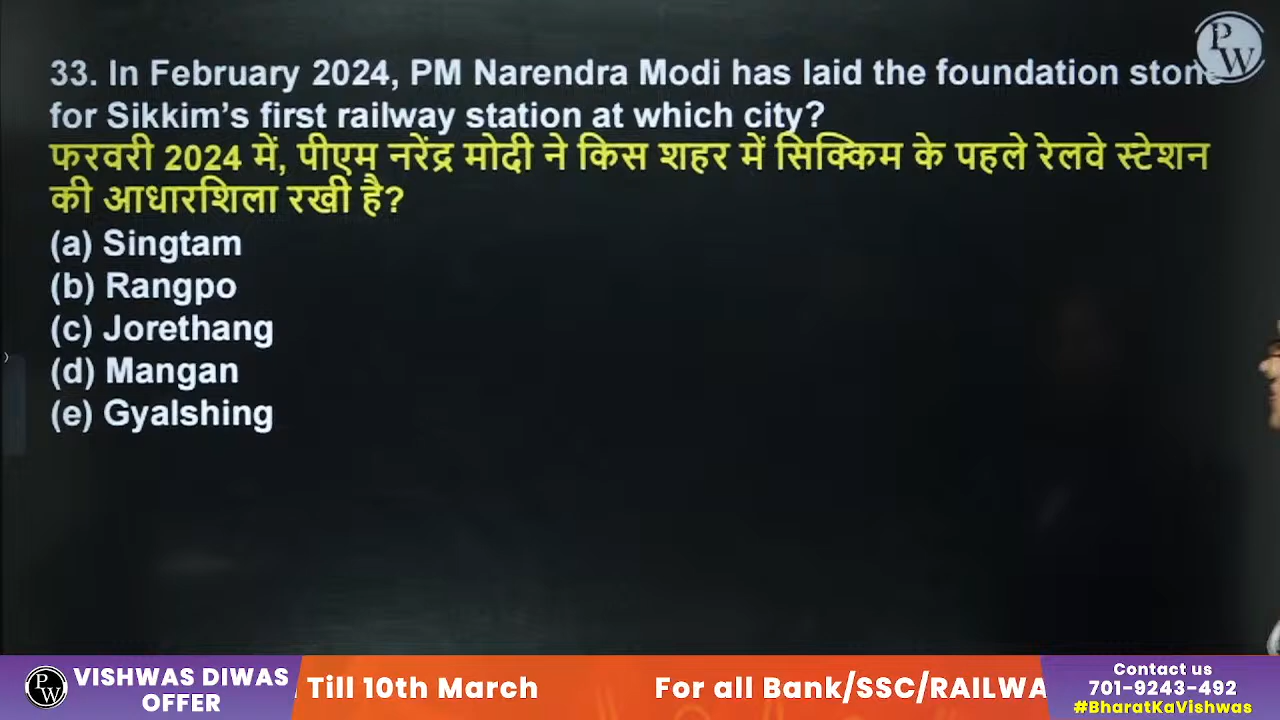 33. In February 2024, PM Narendra Modi has laid the foundation stone
for Sikkim's first railway station at which city?
फरवरी 2024 में, पीएम नरेंद्र मोदी ने किस शहर में सिक्किम के पहले रेलवे स्टेशन
की आधारशिला रखी है?
(a) Singtam
(b) Rangpo
(c) Jorethang
(d) Mangan
(e) Gyalshing
PW
PW
VISHWAS DIWAS
OFFER
Till 10th March
For all Bank/SSC/RAILWA
Contact us
701-9243-492
#BharatKaVishwas